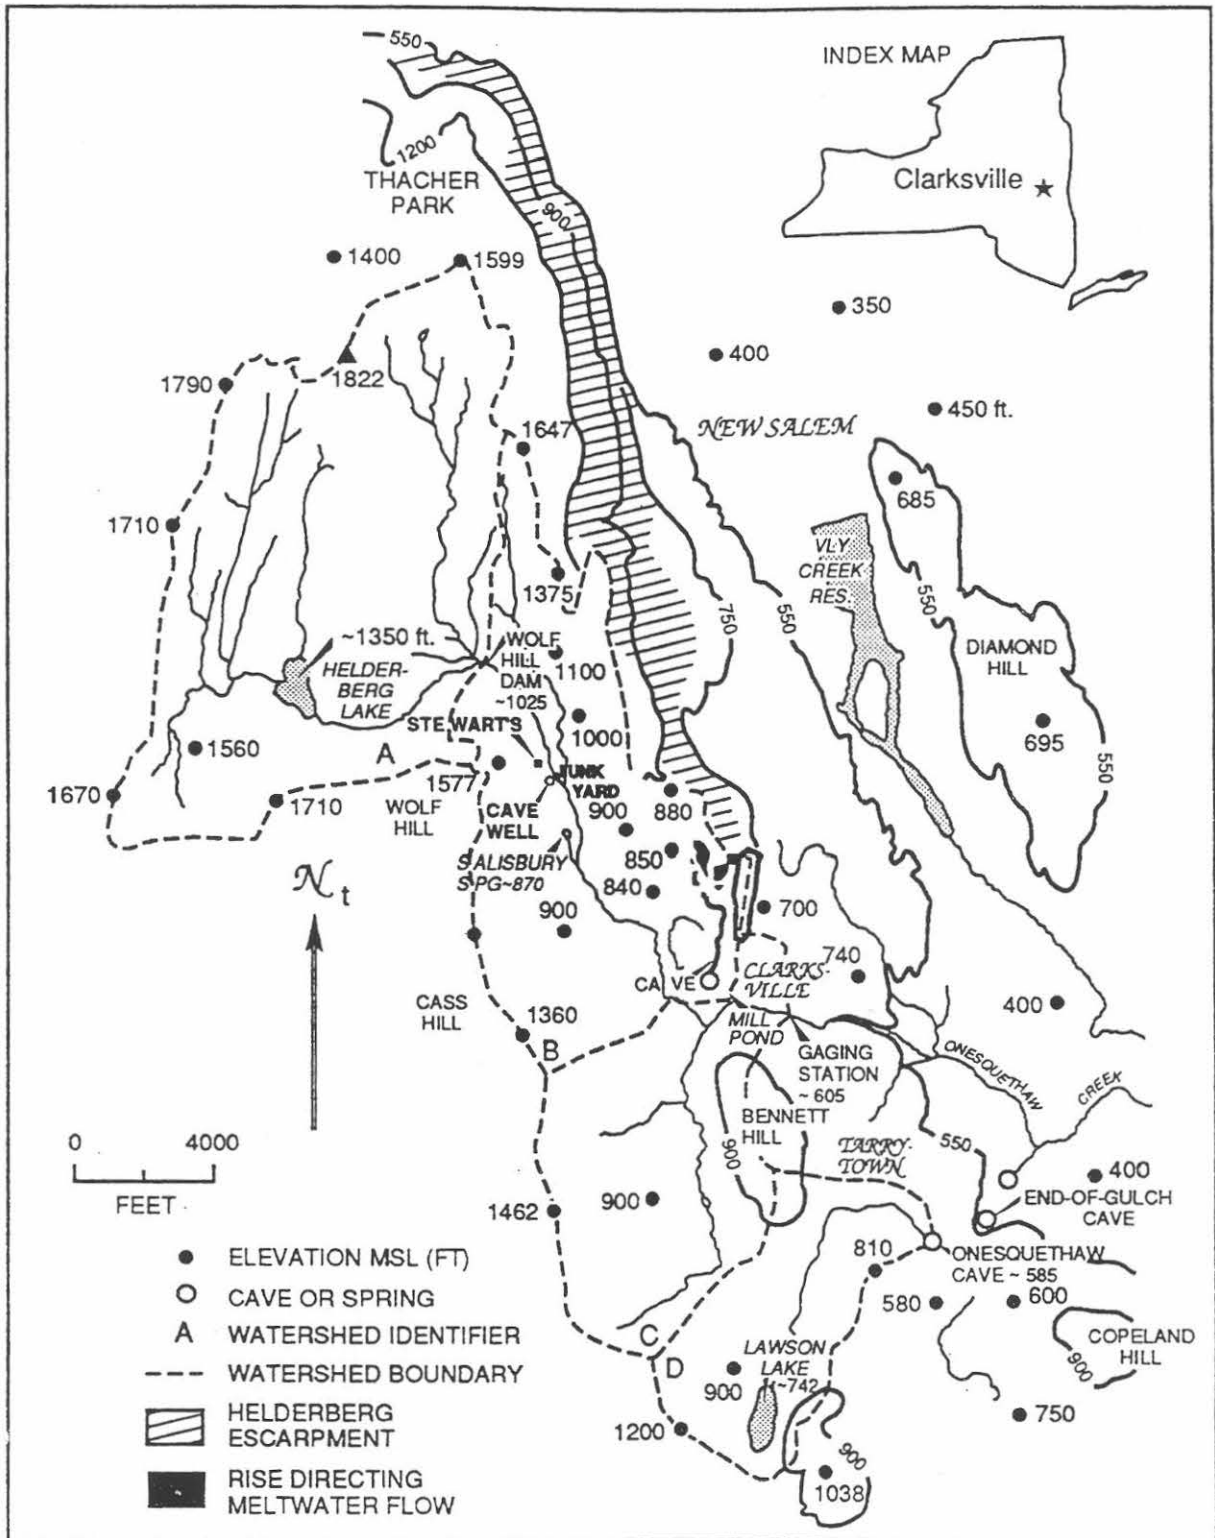 550
INDEX MAP
1200
THACHER
PARK
Clarksville
900
1400
1599
350
400
1790
1822
450 ft.
NEW SALEM
1647
685
1710
VLY
CREEK
RES.
1375
550
750
550
DIAMOND
HILL
~1350 ft.
HELDER-
BERG
LAKE
WOLF
HILL
DAM
~1025
1100
STEWART'S
1000
695
550
1560
A
1577
JUNK
YARD
1670
1710
WOLF
HILL
CAVE
WELL
900
880
850
SALISBURY
SPG~870
840
Nt
900
700
740
CLARKS-
VILLE
CAVE
CASS
HILL
400
1360
B
MILL
POND
GAGING
STATION
~ 605
ONESQUETHAW
CREEK
BENNETT
HILL
900
TARRY-
TOWN
550
0 4000
FEET
400
END-OF-GULCH
CAVE
1462
900
810
ONESQUETHAW
CAVE ~ 585
580
600
ELEVATION MSL (FT)
CAVE OR SPRING
A WATERSHED IDENTIFIER
WATERSHED BOUNDARY
HELDERBERG
ESCARPMENT
RISE DIRECTING
MELTWATER FLOW
C
D
LAWSON
LAKE
~742
900
COPELAND
HILL
900
750
1200
900
1038